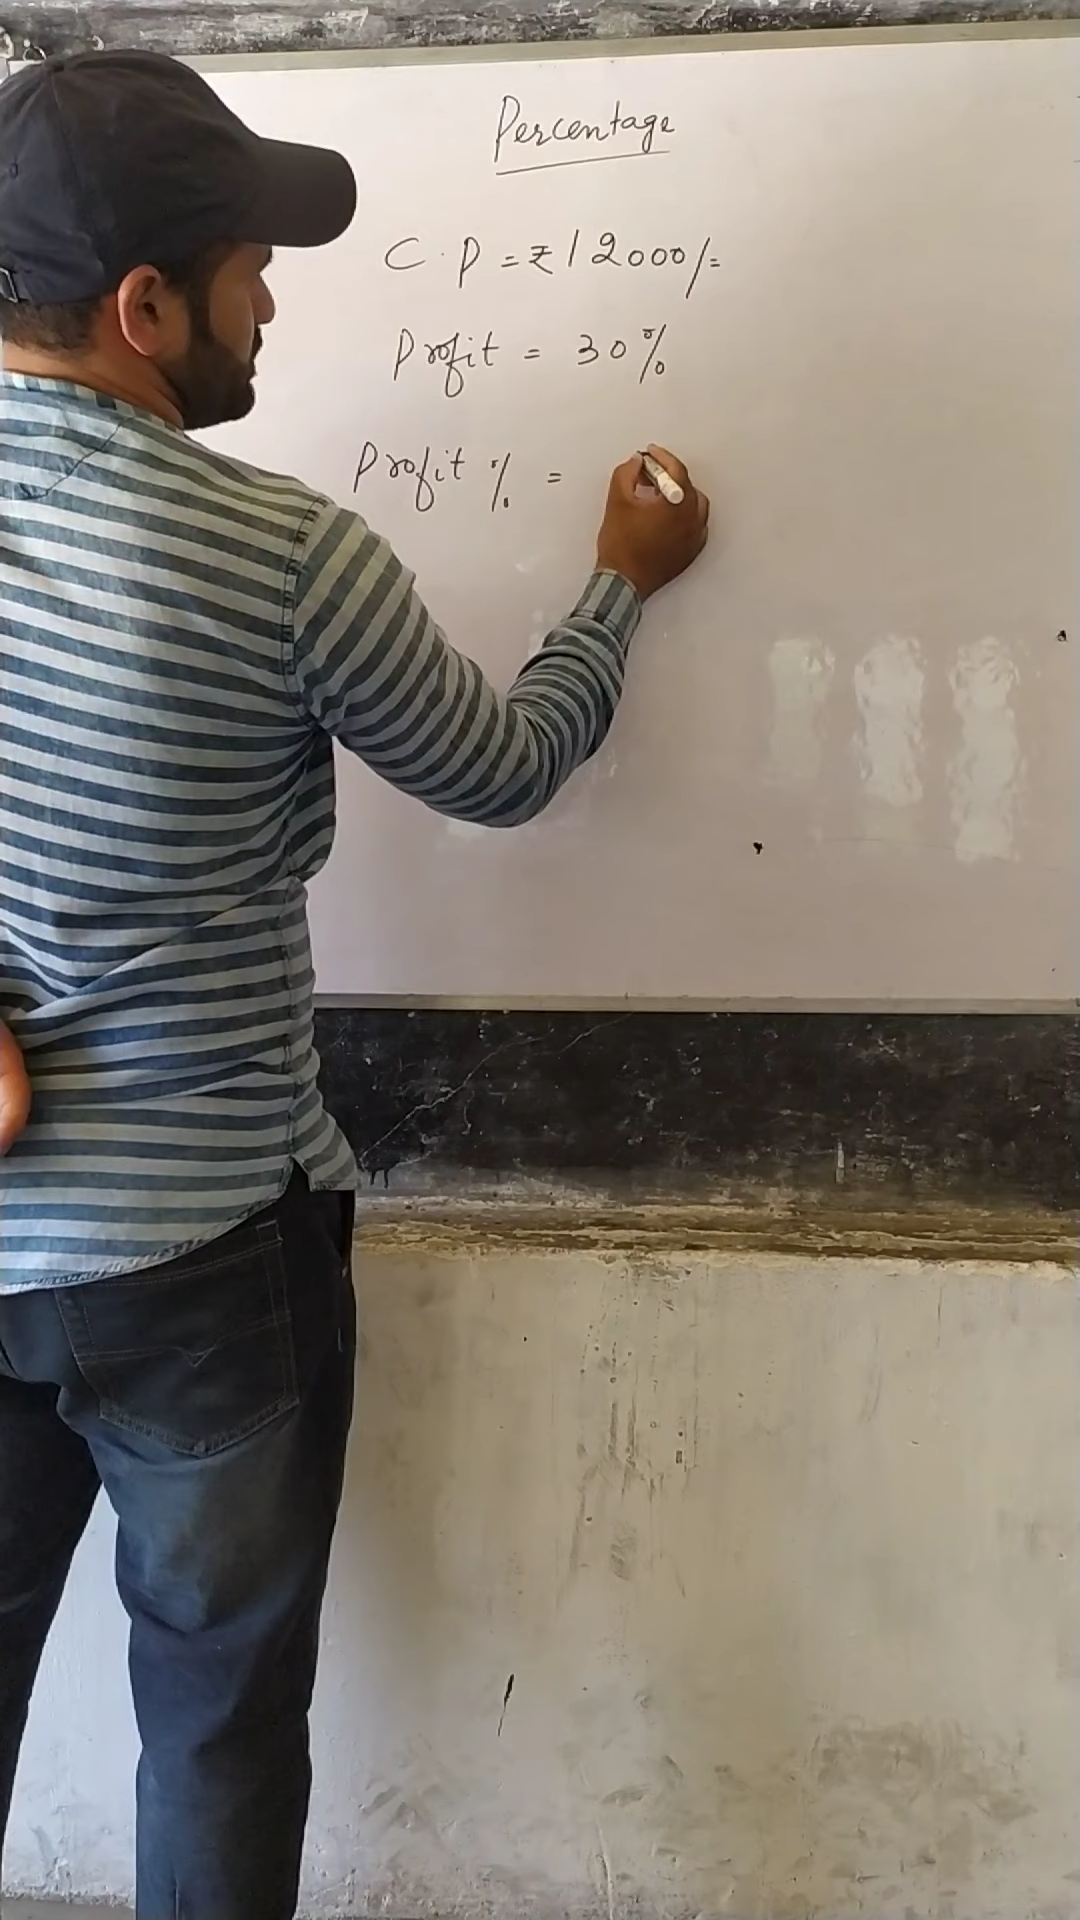 Percentage
C.P = ₹12000/=
Profit = 30%
Profit % =